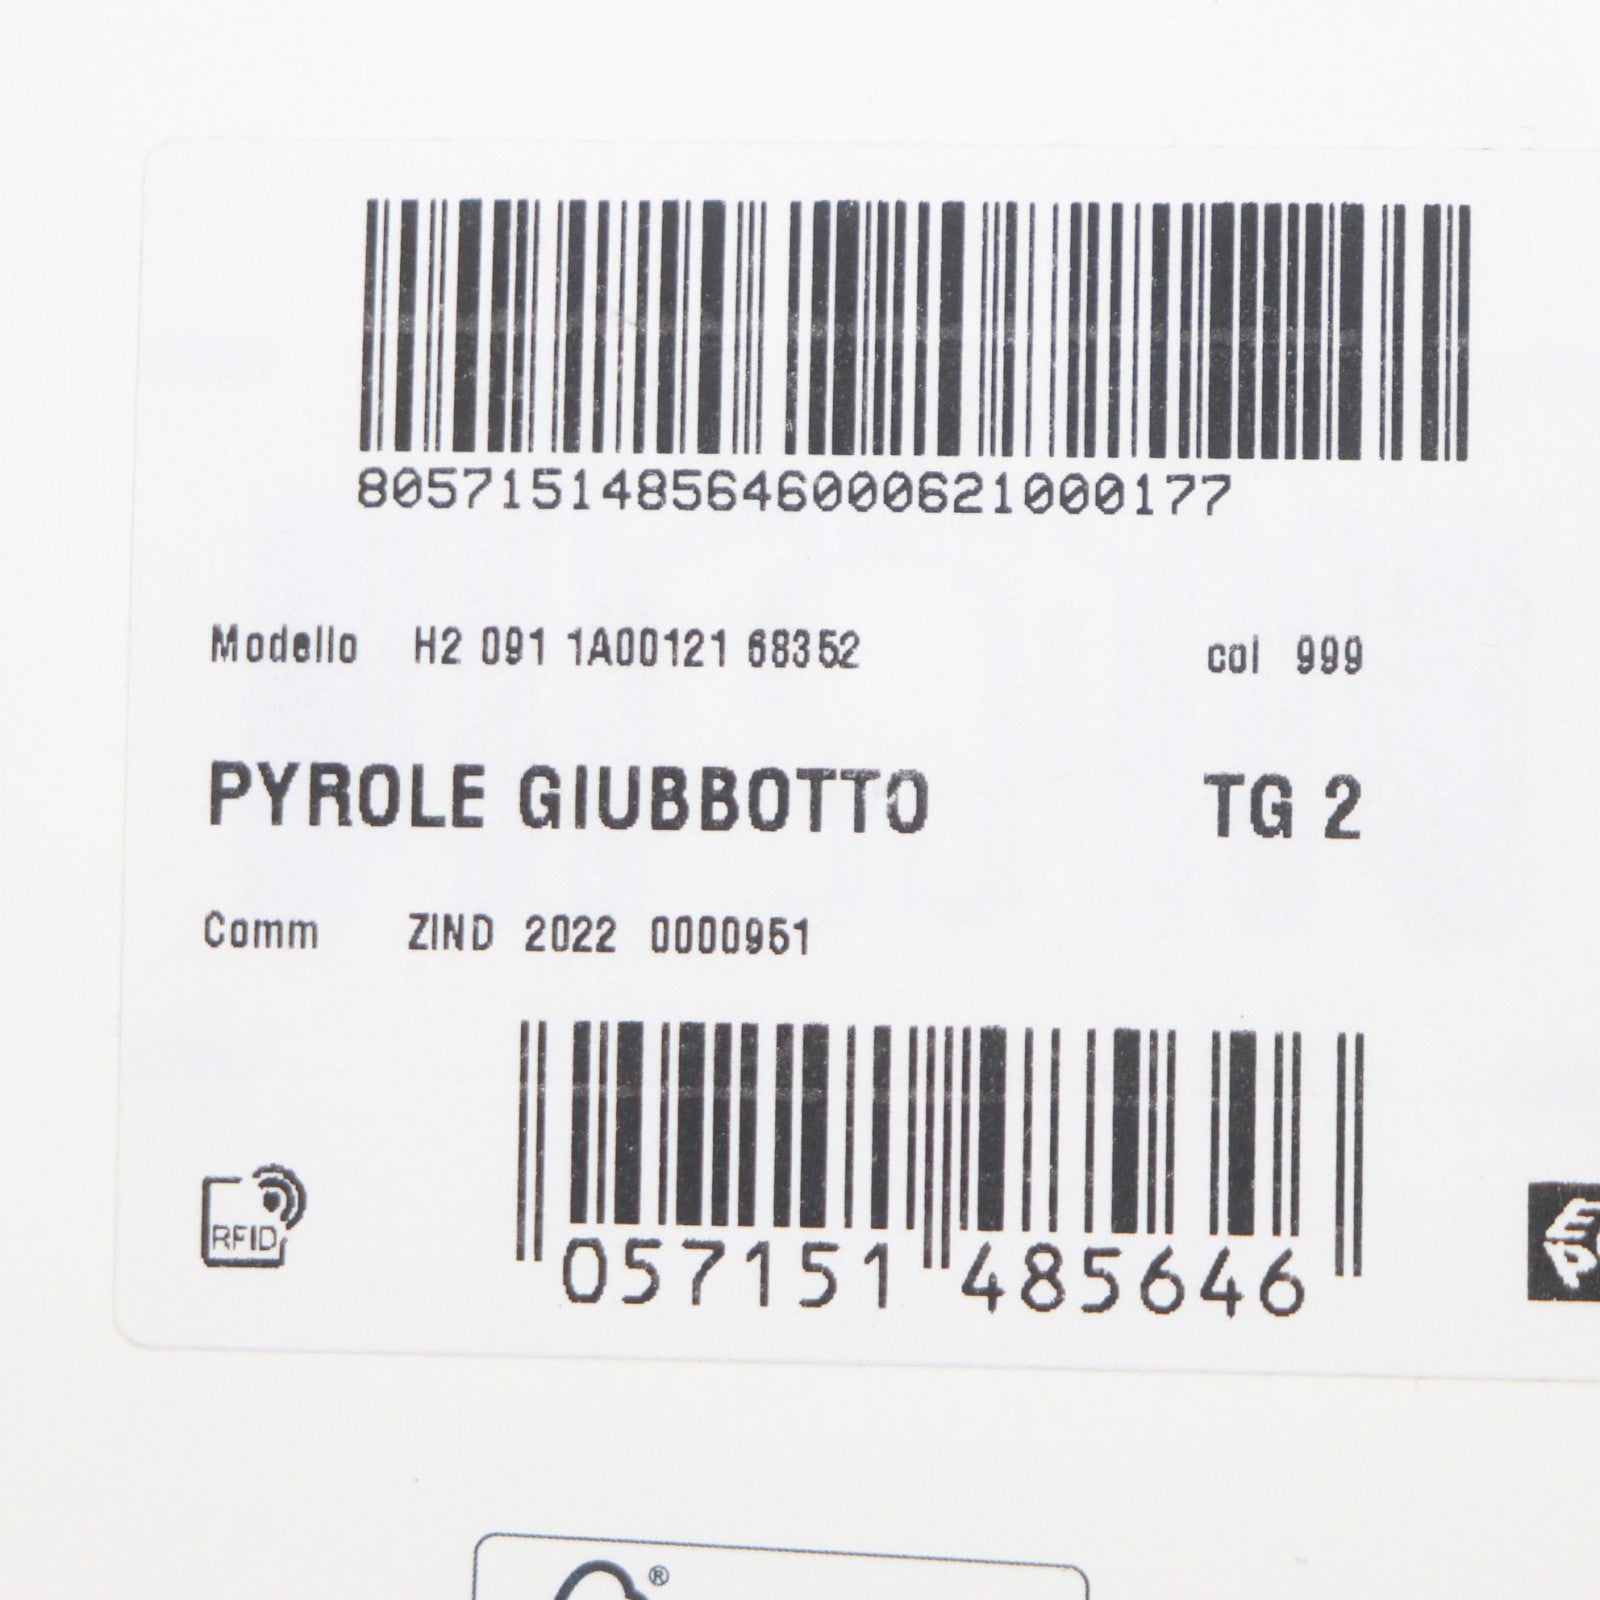 8057151485646000621000177
Modello H2 091 1A00121 68352 col 999
PYROLE GIUBBOTTO TG 2
Comm ZIND 2022 0000951
RFID
057151 485646
®